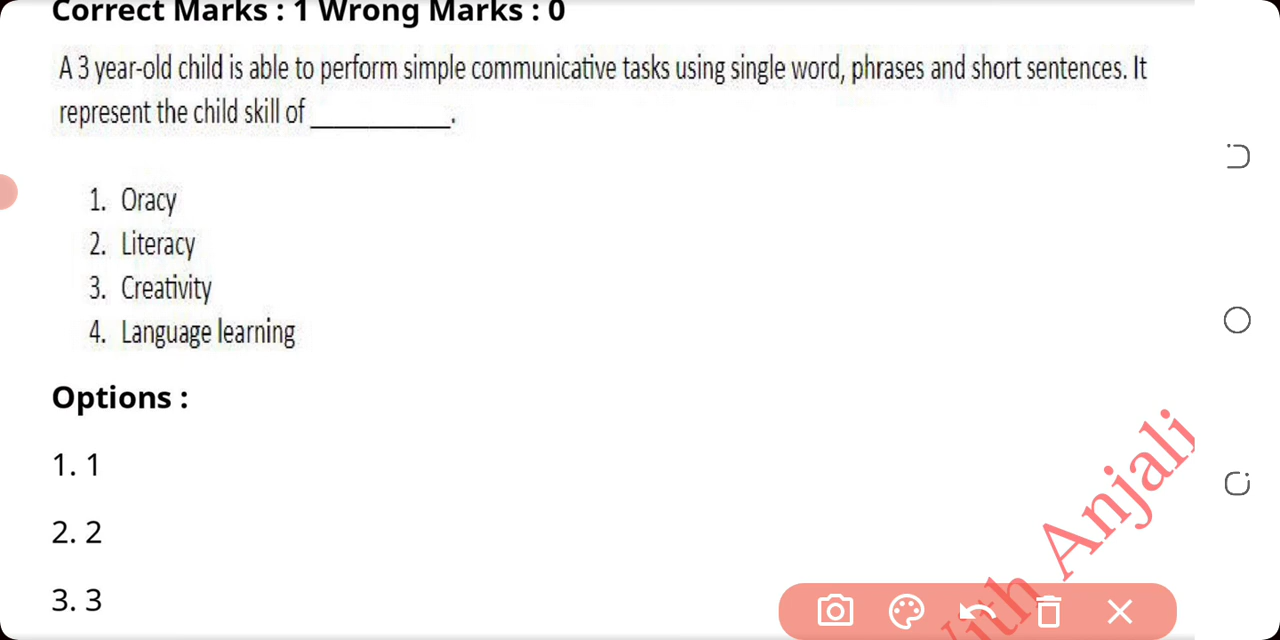 Correct Marks : 1 Wrong Marks : 0
A 3 year-old child is able to perform simple communicative tasks using single word, phrases and short sentences. It
represent the child skill of ___________.
1. Oracy
2. Literacy
3. Creativity
4. Language learning
Options :
1. 1
2. 2
3. 3
With Anjali